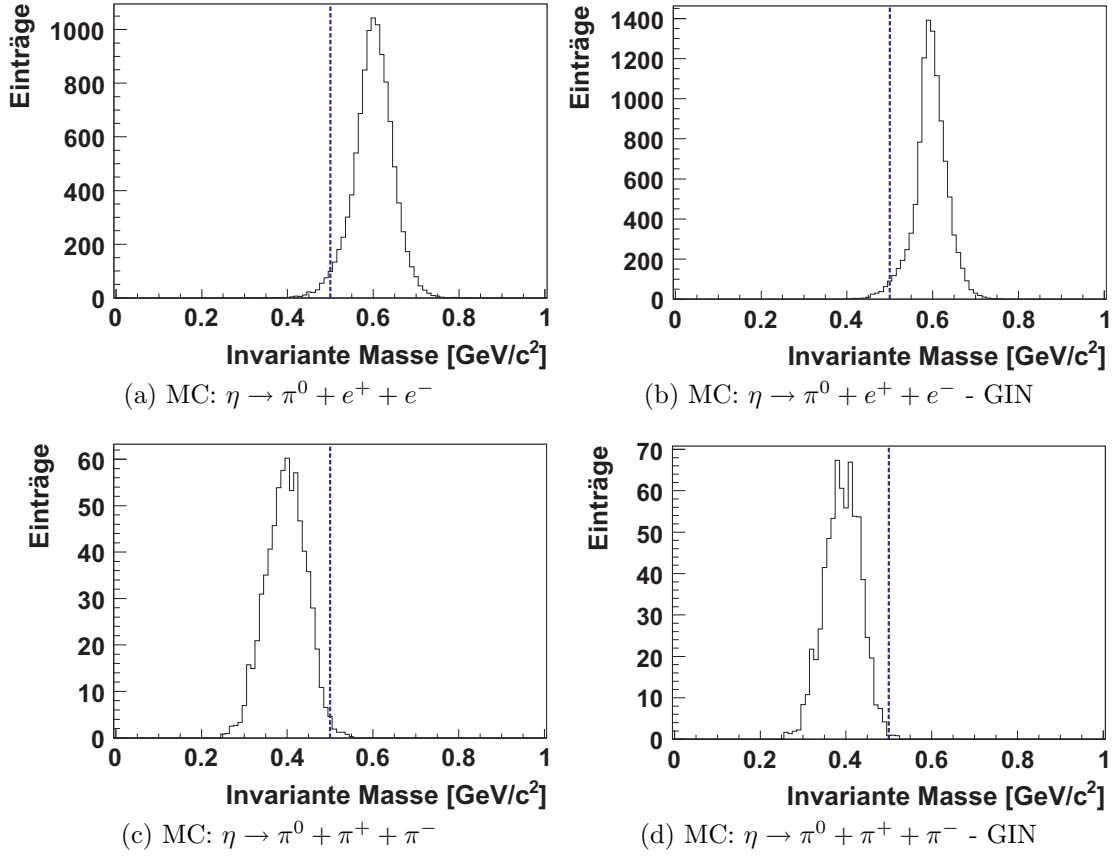 Einträge
1000
800
600
400
200
0
0 0.2 0.4 0.6 0.8 1
Invariante Masse [GeV/c²]
(a) MC: η → π⁰ + e⁺ + e⁻
Einträge
1400
1200
1000
800
600
400
200
0
0 0.2 0.4 0.6 0.8 1
Invariante Masse [GeV/c²]
(b) MC: η → π⁰ + e⁺ + e⁻ - GIN
Einträge
60
50
40
30
20
10
0
0 0.2 0.4 0.6 0.8 1
Invariante Masse [GeV/c²]
(c) MC: η → π⁰ + π⁺ + π⁻
Einträge
70
60
50
40
30
20
10
0
0 0.2 0.4 0.6 0.8 1
Invariante Masse [GeV/c²]
(d) MC: η → π⁰ + π⁺ + π⁻ - GIN